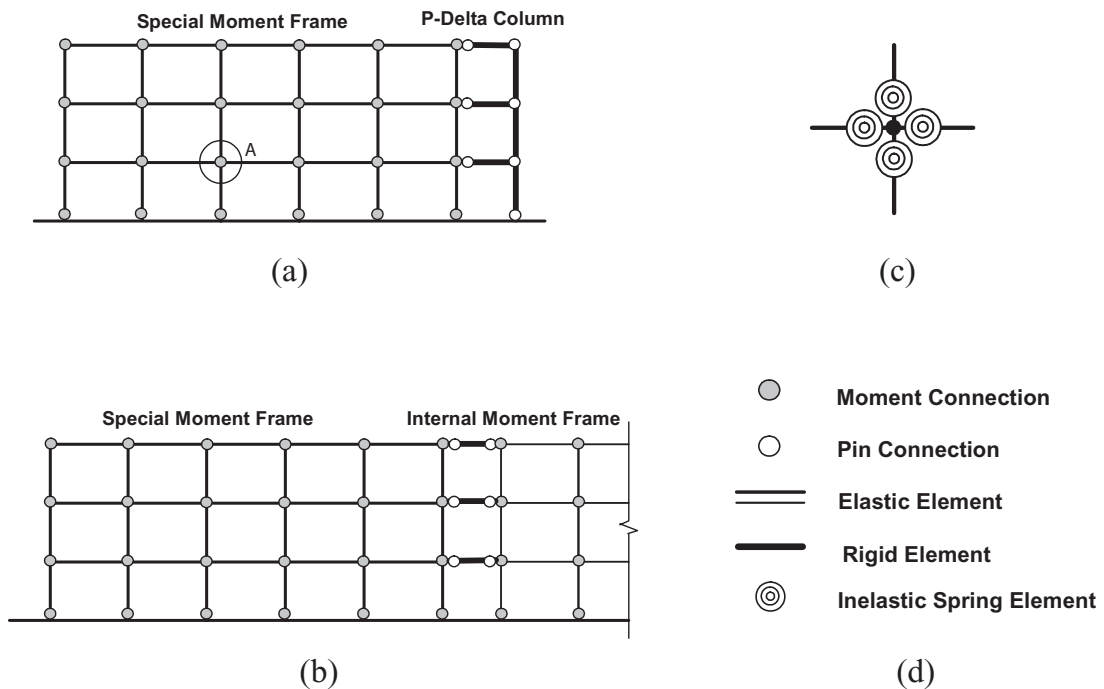 Special Moment Frame
P-Delta Column
A
(a)
(c)
Special Moment Frame
Internal Moment Frame
(b)
Moment Connection
Pin Connection
Elastic Element
Rigid Element
Inelastic Spring Element
(d)